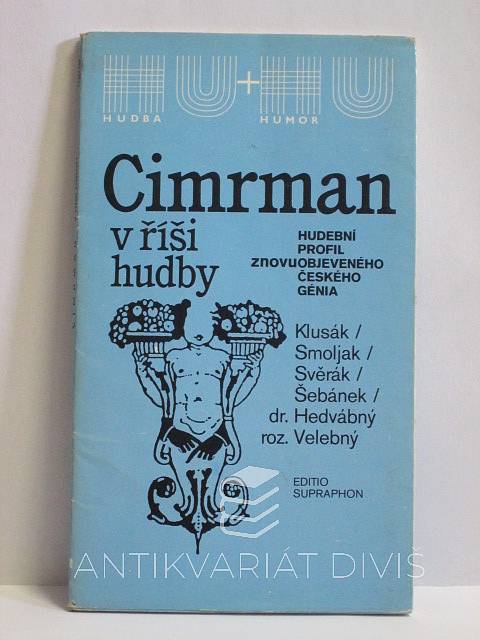 HU+HU
HUDBA
HUMOR
Cimrman
v říši
hudby
HUDEBNÍ
PROFIL
znovuOBJEVENÉHO
ČESKÉHO
GÉNIA
Klusák /
Smoljak /
Svěrák /
Šebánek /
dr. Hedvábný
roz. Velebný
EDITIO
SUPRAPHON
ANTIKVARIÁT DIVIŠ